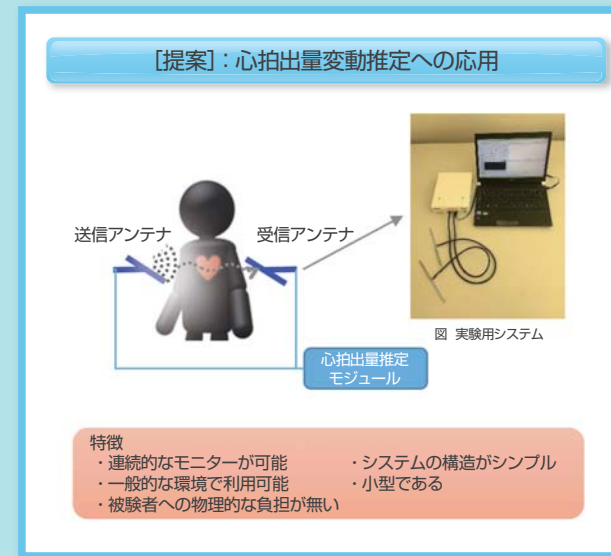 [提案]：心拍出量変動推定への応用
送信アンテナ
受信アンテナ
図 実験用システム
心拍出量推定
モジュール
特徴
・連続的なモニターが可能
・一般的な環境で利用可能
・被験者への物理的な負担が無い
・システムの構造がシンプル
・小型である